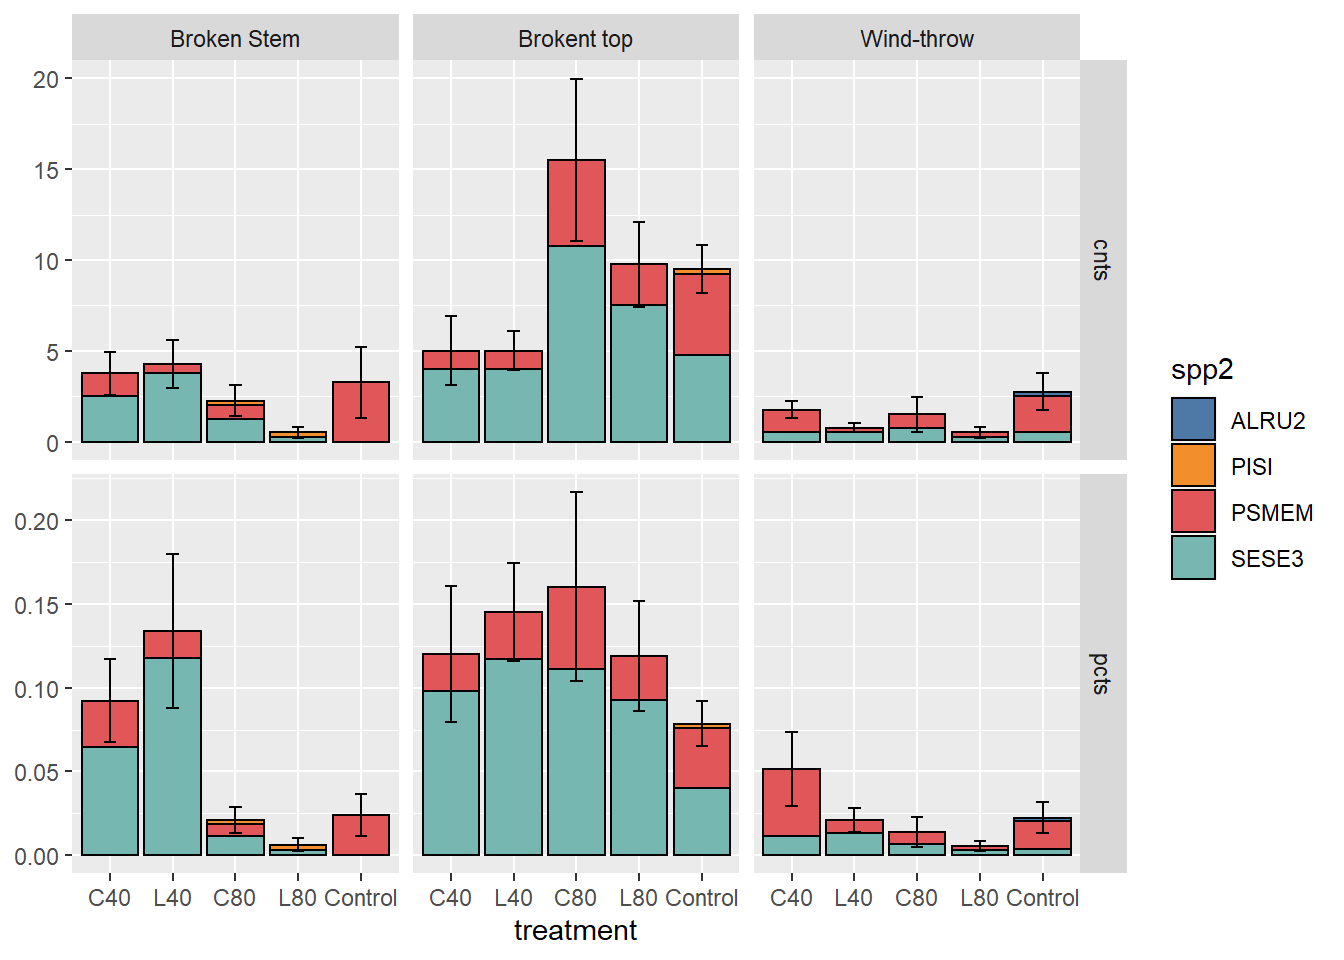 Broken Stem Brokent top Wind-throw
20
15
10
5
0
cnts
0.20
0.15
0.10
0.05
0.00
pcts
C40 L40 C80 L80 Control C40 L40 C80 L80 Control C40 L40 C80 L80 Control
treatment
spp2
ALRU2
PISI
PSMEM
SESE3